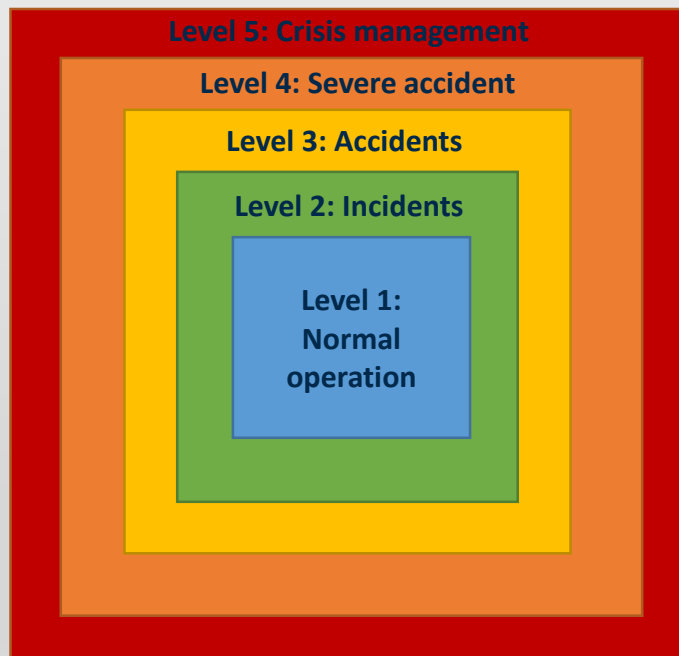 Level 5: Crisis management
Level 4: Severe accident
Level 3: Accidents
Level 2: Incidents
Level 1:
Normal
operation